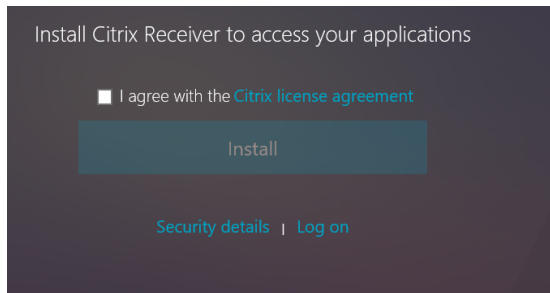 Install Citrix Receiver to access your applications
I agree with the Citrix license agreement
Install
Security details | Log on